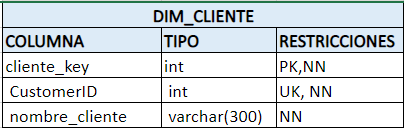 DIM_CLIENTE
COLUMNA TIPO RESTRICCIONES
cliente_key int PK,NN
CustomerID int UK, NN
nombre_cliente varchar(300) NN